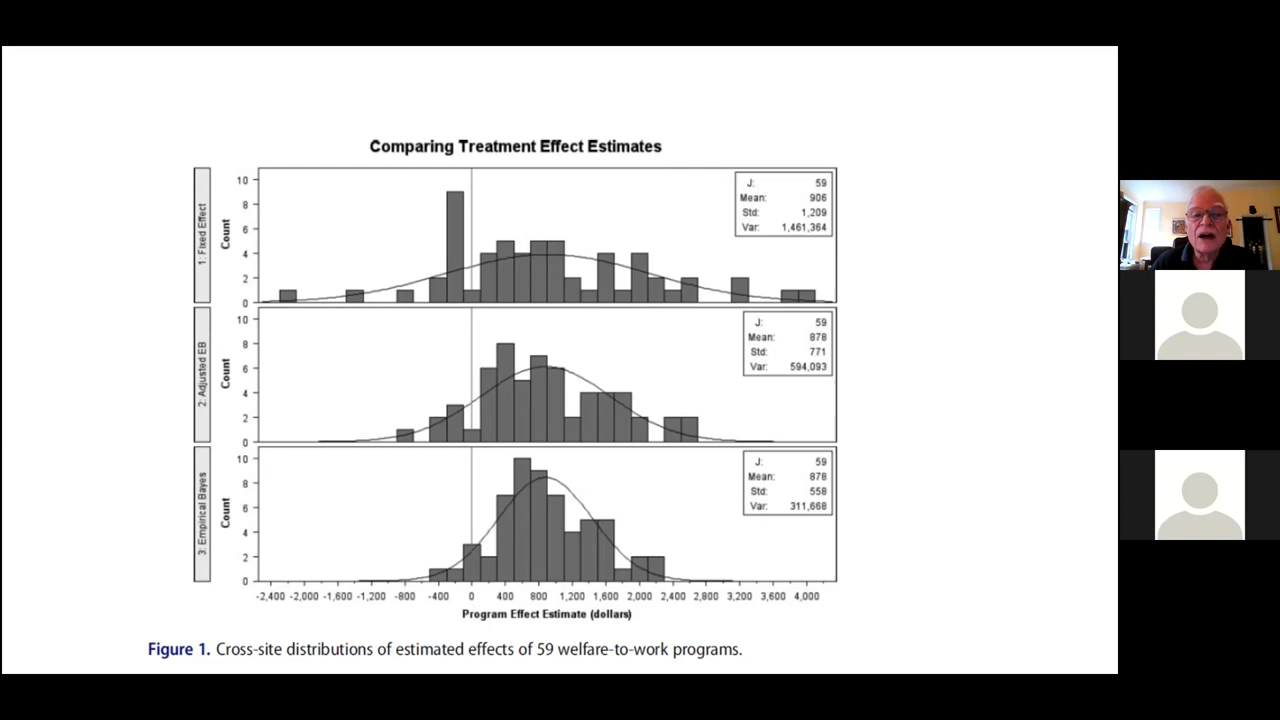 Comparing Treatment Effect Estimates
1: Fixed Effect
Count
10
8
6
4
2
0
J: 59
Mean: 906
Std: 1,209
Var: 1,461,364
2: Adjusted EB
Count
10
8
6
4
2
0
J: 59
Mean: 878
Std: 771
Var: 594,093
3: Empirical Bayes
Count
10
8
6
4
2
0
J: 59
Mean: 878
Std: 558
Var: 311,668
-2,400 -2,000 -1,600 -1,200 -800 -400 0 400 800 1,200 1,600 2,000 2,400 2,800 3,200 3,600 4,000
Program Effect Estimate (dollars)
Figure 1. Cross-site distributions of estimated effects of 59 welfare-to-work programs.